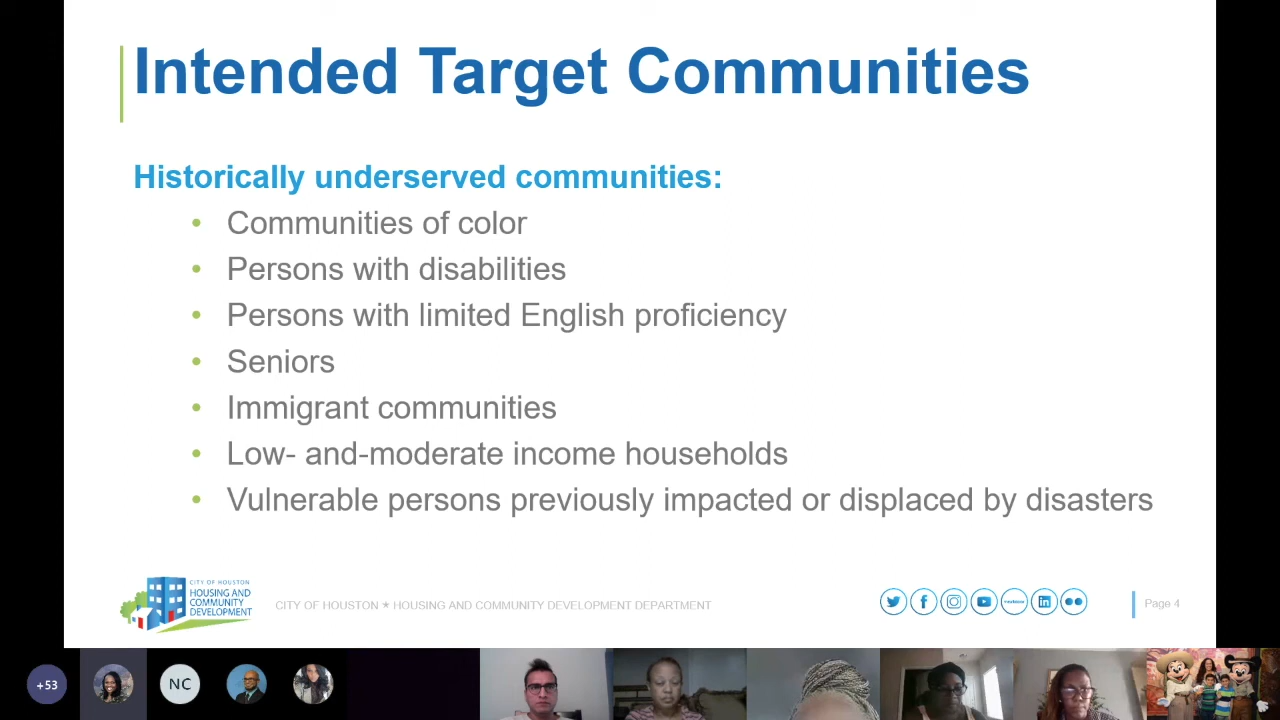 Intended Target Communities
Historically underserved communities:
• Communities of color
• Persons with disabilities
• Persons with limited English proficiency
• Seniors
• Immigrant communities
• Low- and-moderate income households
• Vulnerable persons previously impacted or displaced by disasters
CITY OF HOUSTON
HOUSING AND
COMMUNITY
DEVELOPMENT
CITY OF HOUSTON ★ HOUSING AND COMMUNITY DEVELOPMENT DEPARTMENT
Page 4
+53
NC